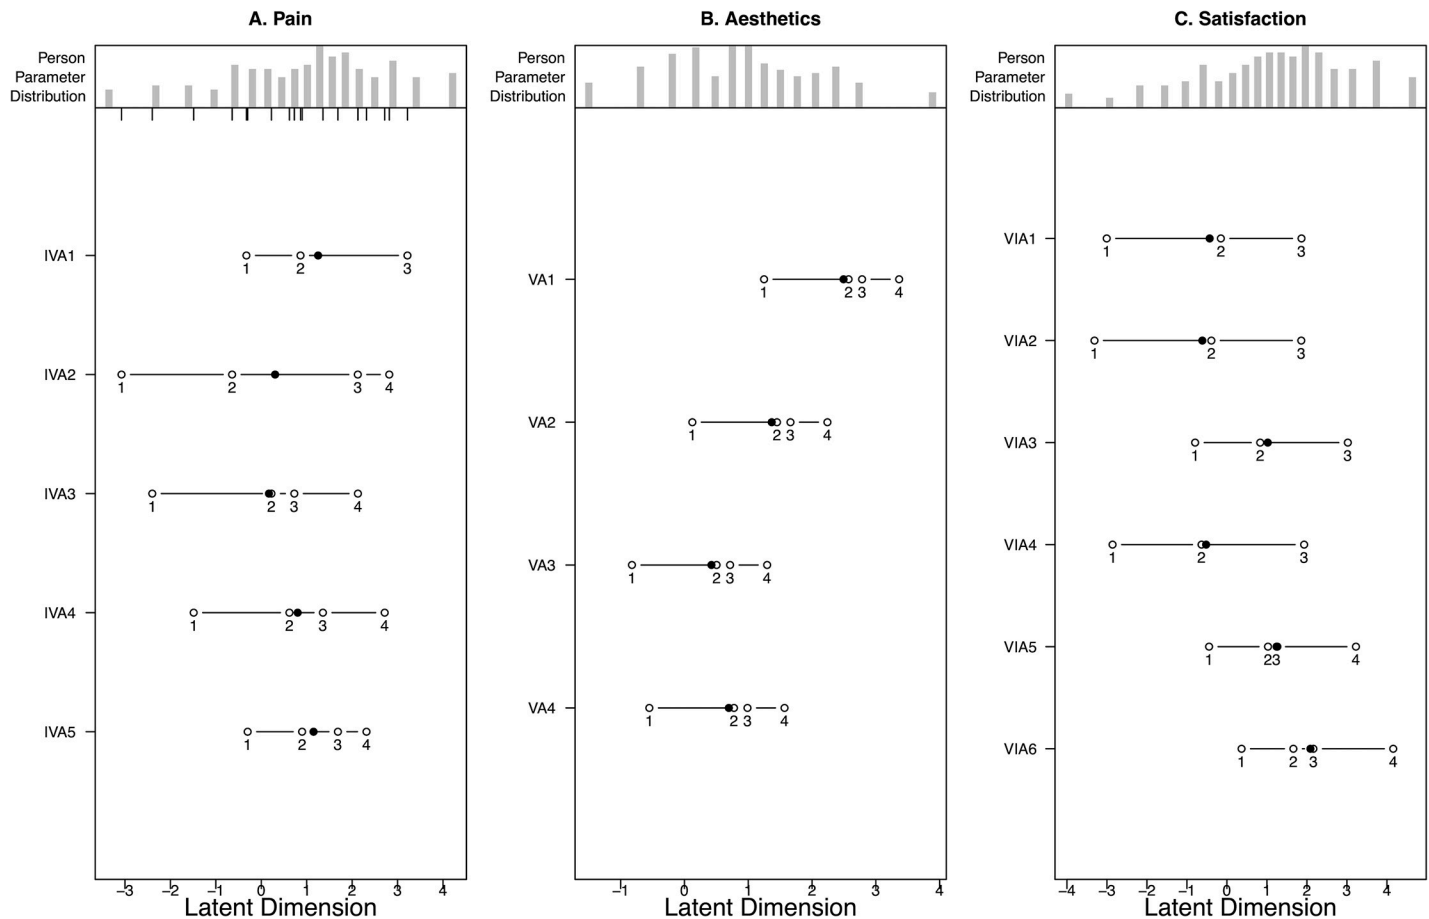 A. Pain
Person
Parameter
Distribution
IVA1
1 2 3
IVA2
1 2 3 4
IVA3
1 2 3 4
IVA4
1 2 3 4
IVA5
1 2 3 4
−3 −2 −1 0 1 2 3 4
Latent Dimension
B. Aesthetics
Person
Parameter
Distribution
VA1
1 2 3 4
VA2
1 2 3 4
VA3
1 2 3 4
VA4
1 2 3 4
−1 0 1 2 3 4
Latent Dimension
C. Satisfaction
Person
Parameter
Distribution
VIA1
1 2 3
VIA2
1 2 3
VIA3
1 2 3
VIA4
1 2 3
VIA5
1 2 3 4
VIA6
1 2 3 4
−4 −3 −2 −1 0 1 2 3 4
Latent Dimension